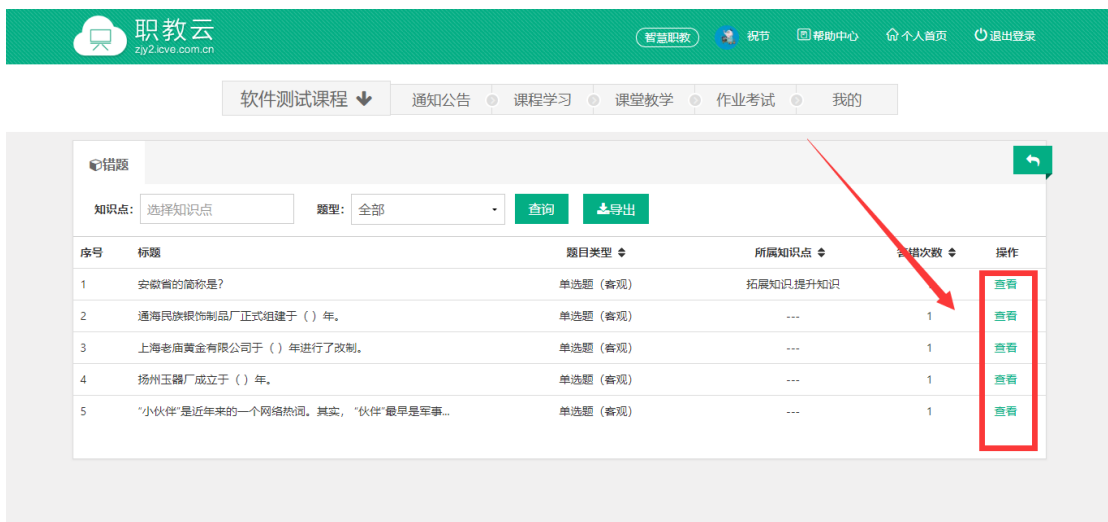 职教云
zjy2.icve.com.cn
智慧职教 祝节 帮助中心 个人首页 退出登录
软件测试课程 通知公告 课程学习 课堂教学 作业考试 我的
错题
知识点： 选择知识点 题型： 全部 查询 导出
序号 标题 题目类型 所属知识点 答错次数 操作
1 安徽省的简称是? 单选题（客观） 拓展知识,提升知识 查看
2 通海民族银饰制品厂正式组建于（ ）年。 单选题（客观） --- 1 查看
3 上海老庙黄金有限公司于（ ）年进行了改制。 单选题（客观） --- 1 查看
4 扬州玉器厂成立于（ ）年。 单选题（客观） --- 1 查看
5 “小伙伴”是近年来的一个网络热词。其实， “伙伴”最早是军事... 单选题（客观） --- 1 查看